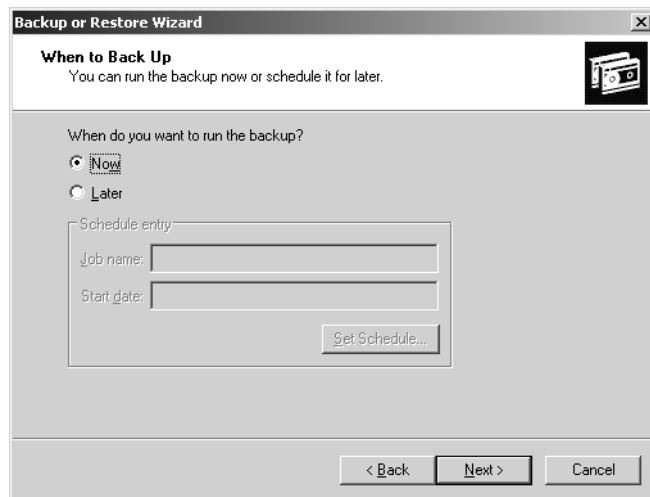 Backup or Restore Wizard
When to Back Up
You can run the backup now or schedule it for later.
When do you want to run the backup?
Now
Later
Schedule entry
Job name:
Start date:
Set Schedule...
< Back
Next >
Cancel